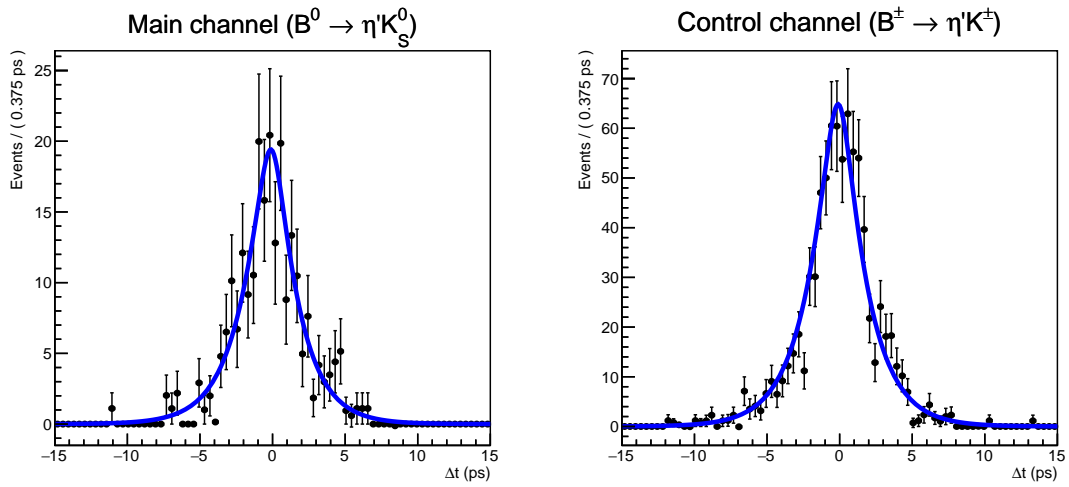 Main channel (B⁰ → η'K⁰_S)
Events / ( 0.375 ps )
25
20
15
10
5
0
−15 −10 −5 0 5 10 15
Δt (ps)
Control channel (B± → η'K±)
Events / ( 0.375 ps )
70
60
50
40
30
20
10
0
−15 −10 −5 0 5 10 15
Δt (ps)